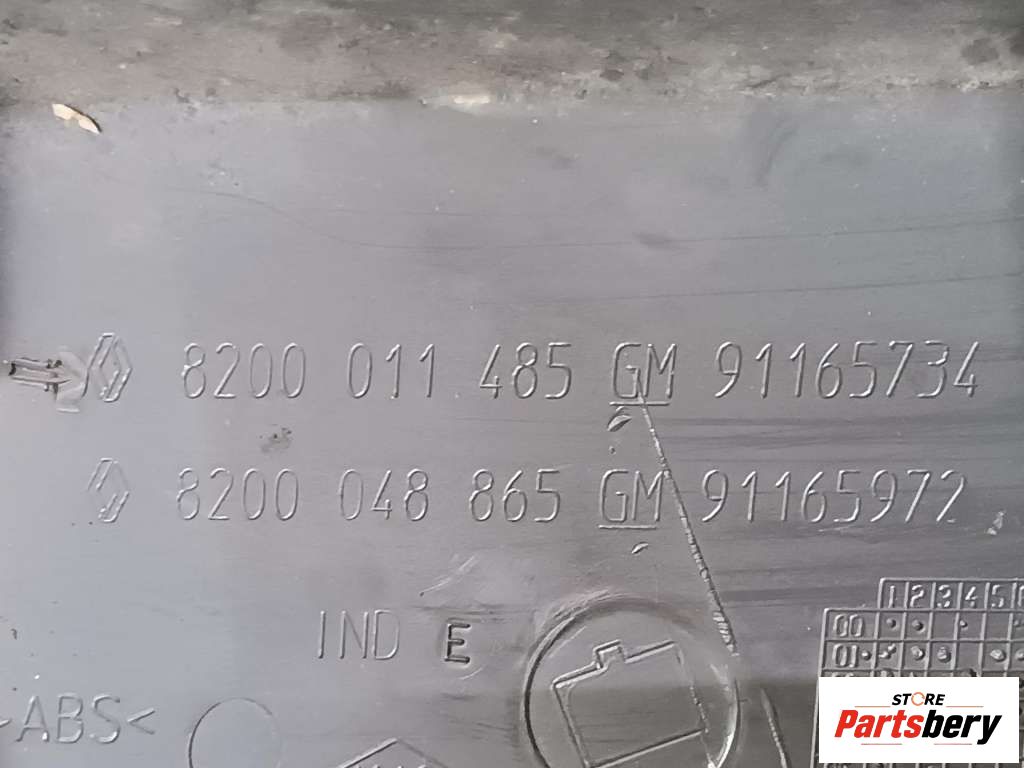 8200 011 485 GM 91165734
8200 048 865 GM 91165972
IND E
>ABS<
1 2 3 4 5
00
01
STORE
Partsbery